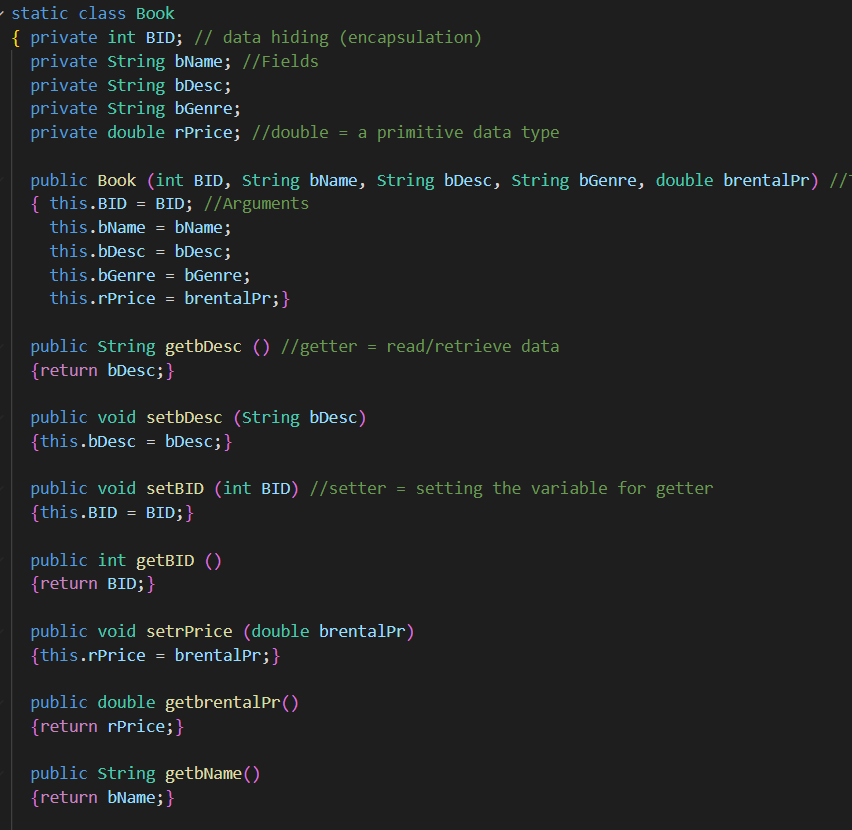 static class Book
{ private int BID; // data hiding (encapsulation)
private String bName; //Fields
private String bDesc;
private String bGenre;
private double rPrice; //double = a primitive data type
public Book (int BID, String bName, String bDesc, String bGenre, double brentalPr) //
{ this.BID = BID; //Arguments
this.bName = bName;
this.bDesc = bDesc;
this.bGenre = bGenre;
this.rPrice = brentalPr;}
public String getbDesc () //getter = read/retrieve data
{return bDesc;}
public void setbDesc (String bDesc)
{this.bDesc = bDesc;}
public void setBID (int BID) //setter = setting the variable for getter
{this.BID = BID;}
public int getBID ()
{return BID;}
public void setrPrice (double brentalPr)
{this.rPrice = brentalPr;}
public double getbrentalPr()
{return rPrice;}
public String getbName()
{return bName;}